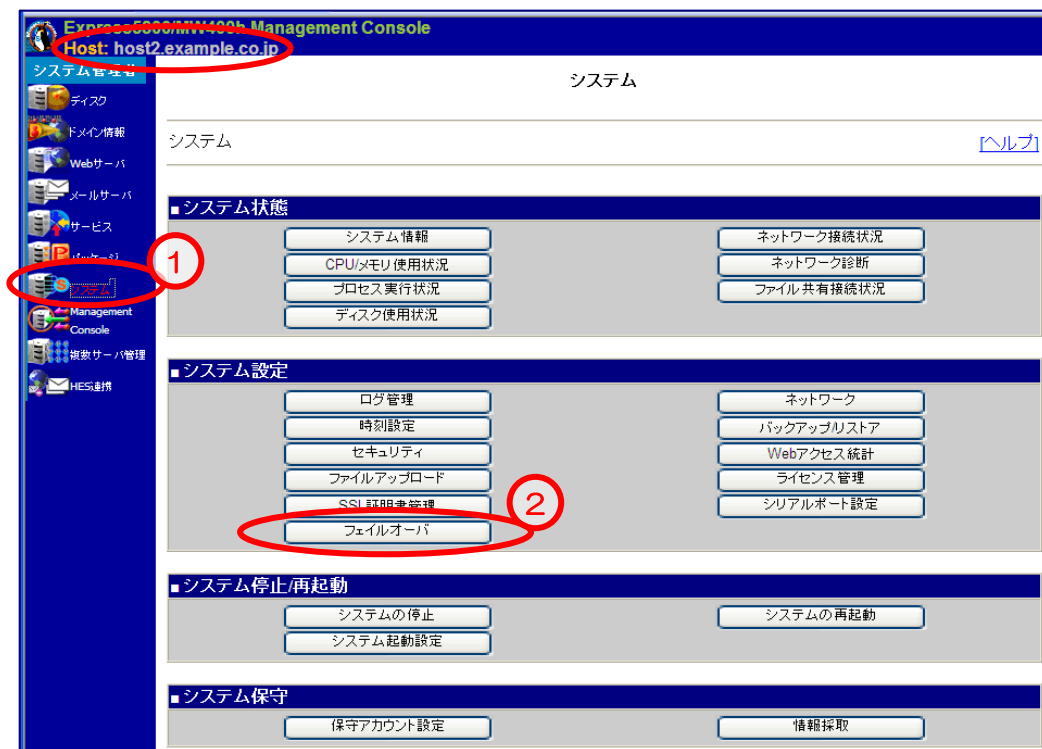 Express5800/MW400h Management Console
Host: host2.example.co.jp
システム管理者
ディスク
ドメイン情報
Webサーバ
メールサーバ
サービス
パッケージ
システム
Management
Console
複数サーバ管理
HES連携
①
システム
システム
[ヘルプ]
■システム状態
システム情報
ネットワーク接続状況
CPU/メモリ使用状況
ネットワーク診断
プロセス実行状況
ファイル共有接続状況
ディスク使用状況
■システム設定
ログ管理
ネットワーク
時刻設定
バックアップ/リストア
セキュリティ
Webアクセス統計
ファイルアップロード
ライセンス管理
SSL証明書管理
シリアルポート設定
②
フェイルオーバ
■システム停止/再起動
システムの停止
システムの再起動
システム起動設定
■システム保守
保守アカウント設定
情報採取